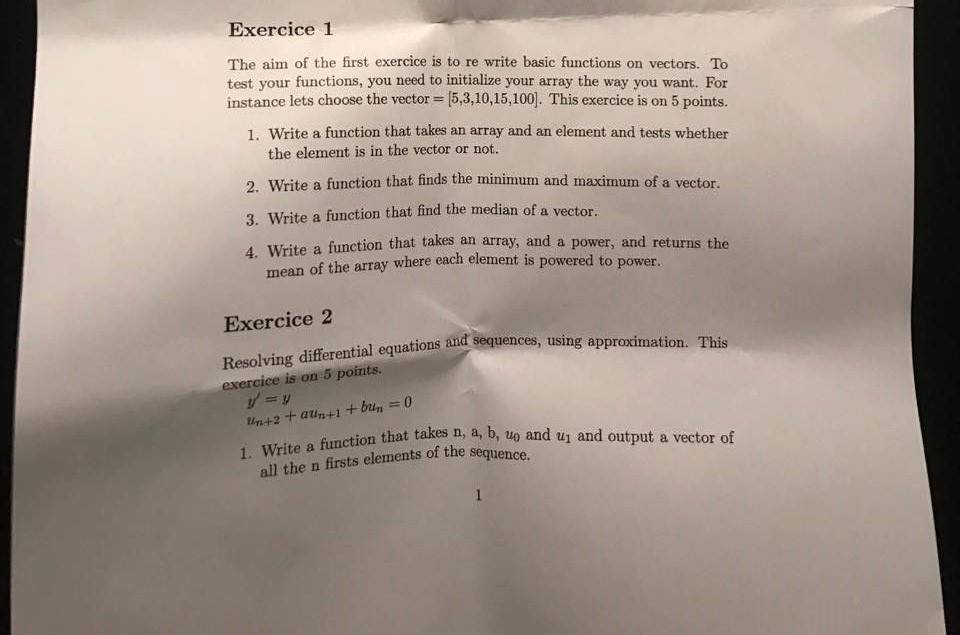 Exercice 1
The aim of the first exercice is to re write basic functions on vectors. To
test your functions, you need to initialize your array the way you want. For
instance lets choose the vector = [5,3,10,15,100]. This exercice is on 5 points.
1. Write a function that takes an array and an element and tests whether
the element is in the vector or not.
2. Write a function that finds the minimum and maximum of a vector.
3. Write a function that find the median of a vector.
4. Write a function that takes an array, and a power, and returns the
mean of the array where each element is powered to power.
Exercice 2
Resolving differential equations and sequences, using approximation. This
exercice is on 5 points.
y′ = y
uₙ₊₂ + auₙ₊₁ + buₙ = 0
1. Write a function that takes n, a, b, u₀ and u₁ and output a vector of
all the n firsts elements of the sequence.
1